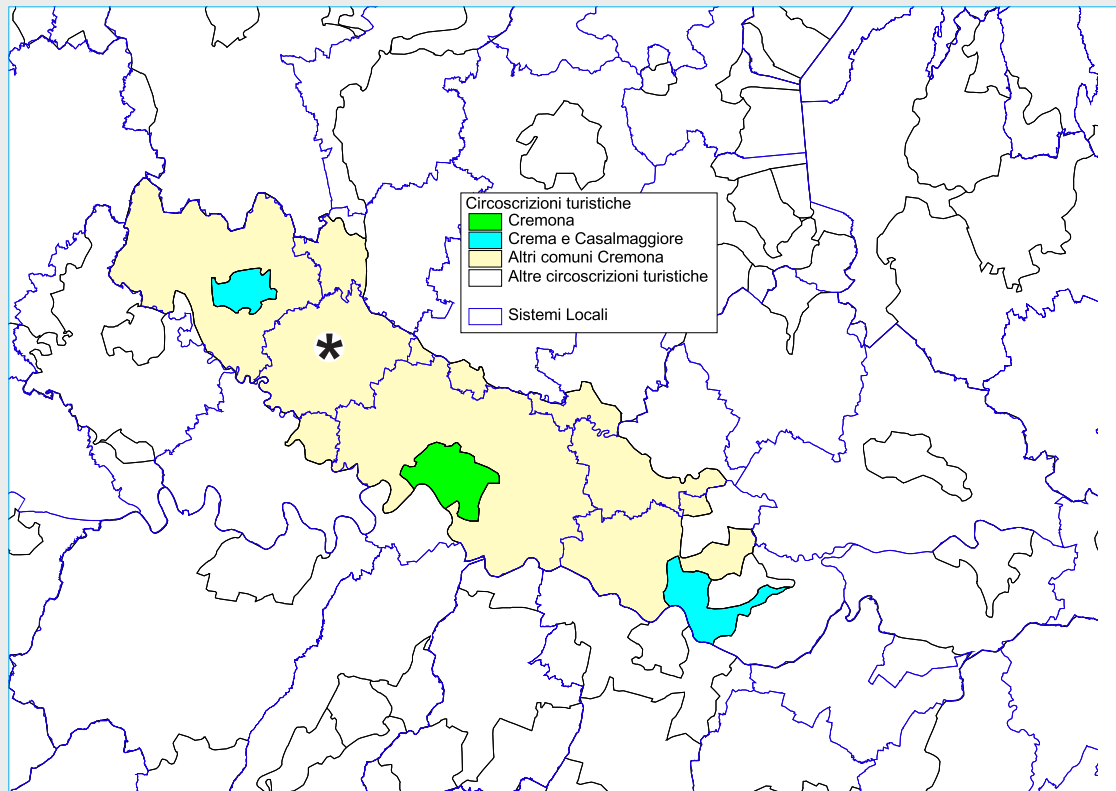 Circoscrizioni turistiche
Cremona
Crema e Casalmaggiore
Altri comuni Cremona
Altre circoscrizioni turistiche
Sistemi Locali
*